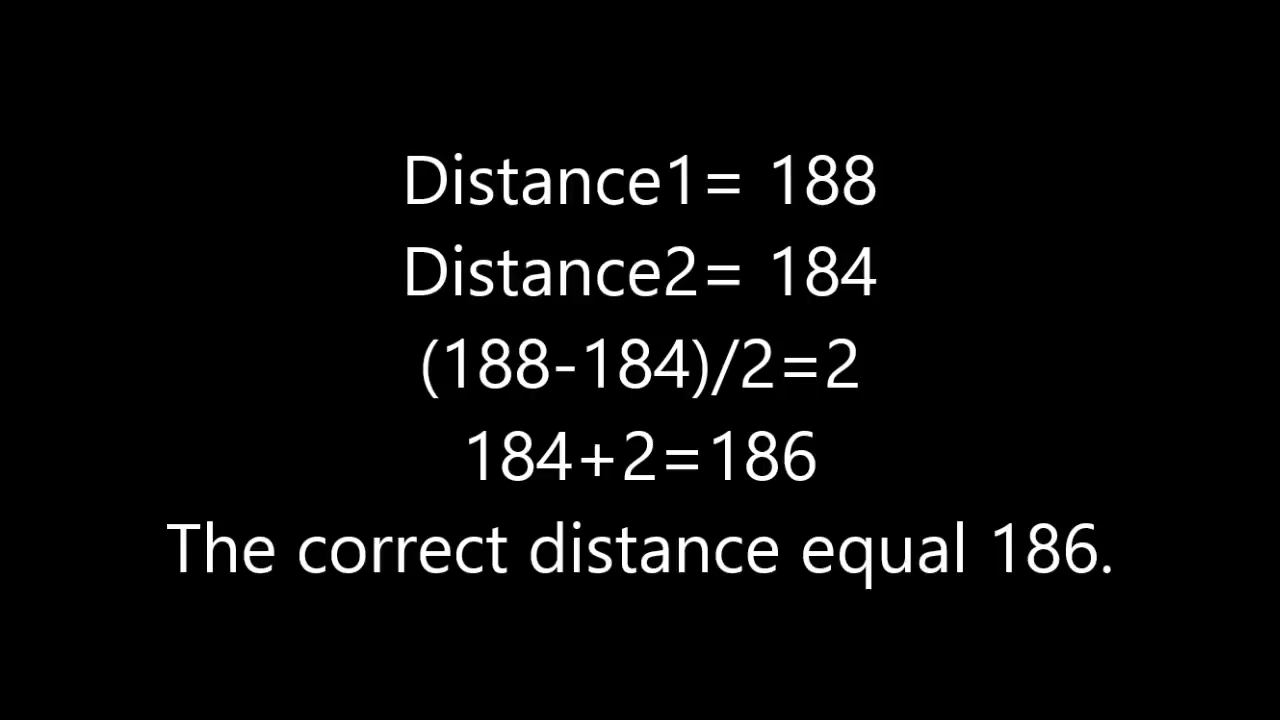 Distance1= 188
Distance2= 184
(188-184)/2=2
184+2=186
The correct distance equal 186.